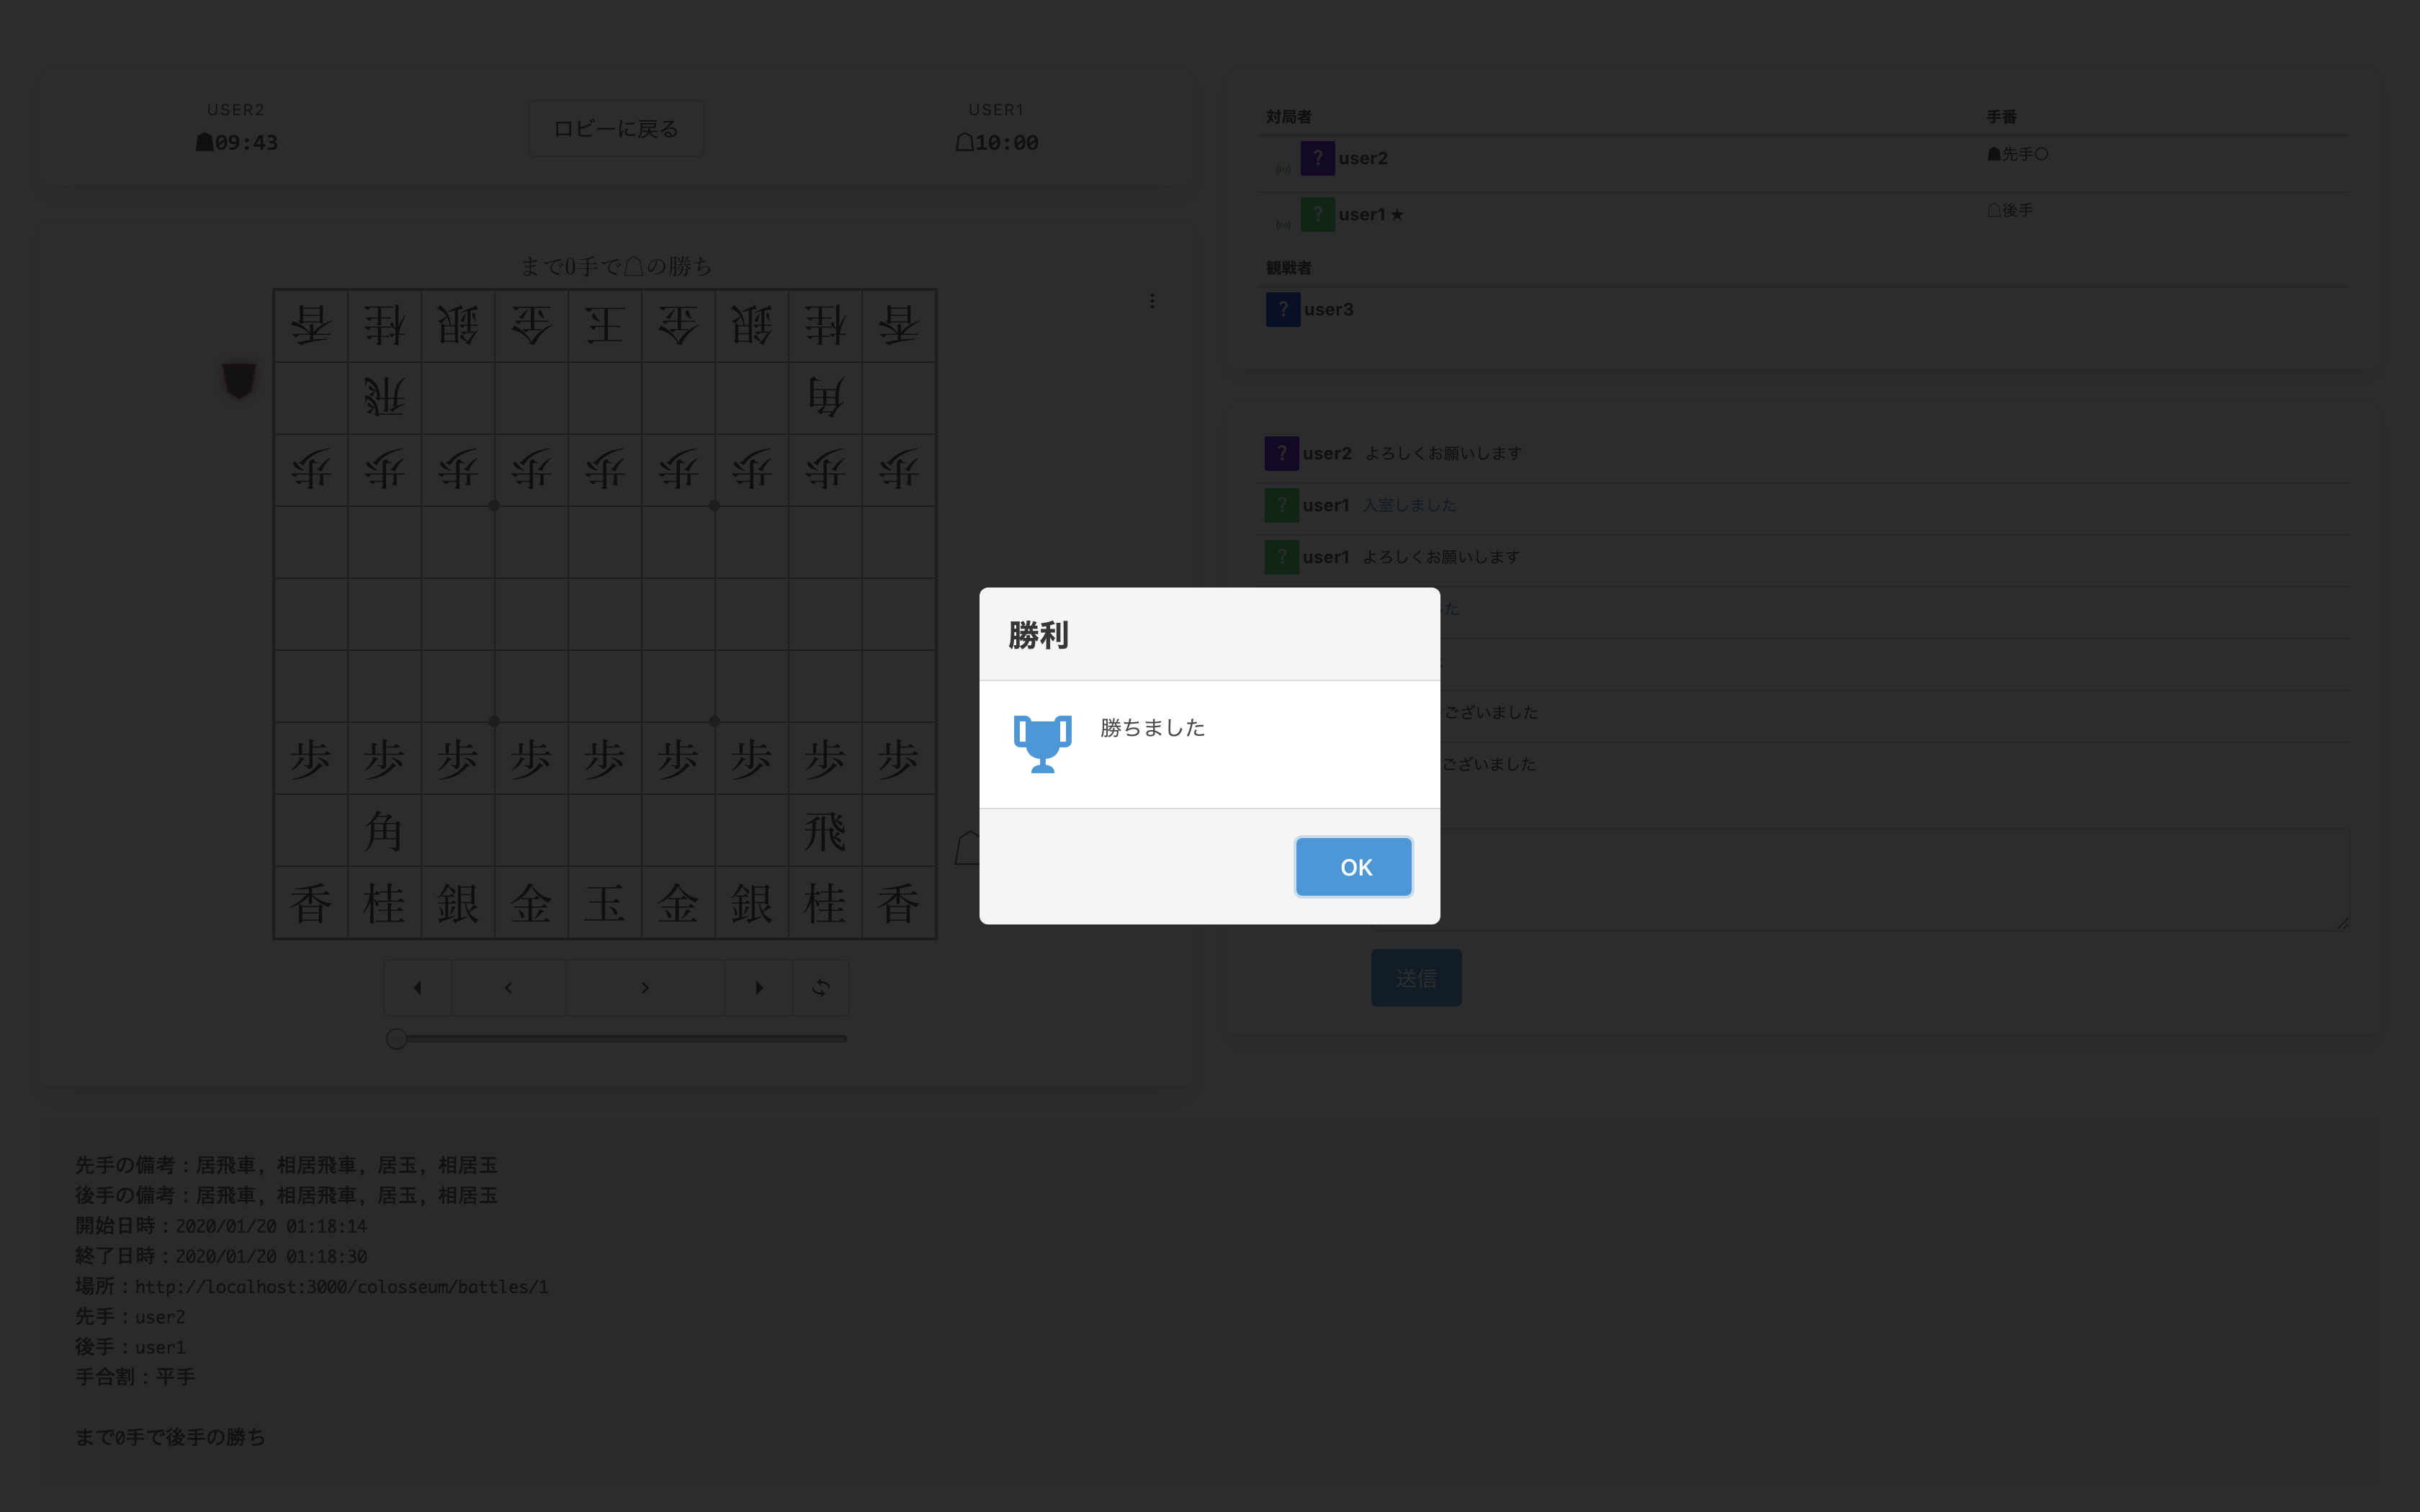 USER2
☗09:43
ロビーに戻る
USER1
☖10:00
まで0手で☖の勝ち
香 桂 銀 金 王 金 銀 桂 香
飛 角
歩 歩 歩 歩 歩 歩 歩 歩 歩
歩 歩 歩 歩 歩 歩 歩 歩 歩
角 飛
香 桂 銀 金 王 金 銀 桂 香
対局者 手番
? user2 ☗先手○
? user1 ★ ☖後手
観戦者
? user3
? user2 よろしくお願いします
? user1 入室しました
? user1 よろしくお願いします
た
ございました
ございました
送信
勝利
勝ちました
OK
先手の備考：居飛車, 相居飛車, 居玉, 相居玉
後手の備考：居飛車, 相居飛車, 居玉, 相居玉
開始日時：2020/01/20 01:18:14
終了日時：2020/01/20 01:18:30
場所：http://localhost:3000/colosseum/battles/1
先手：user2
後手：user1
手合割：平手
まで0手で後手の勝ち